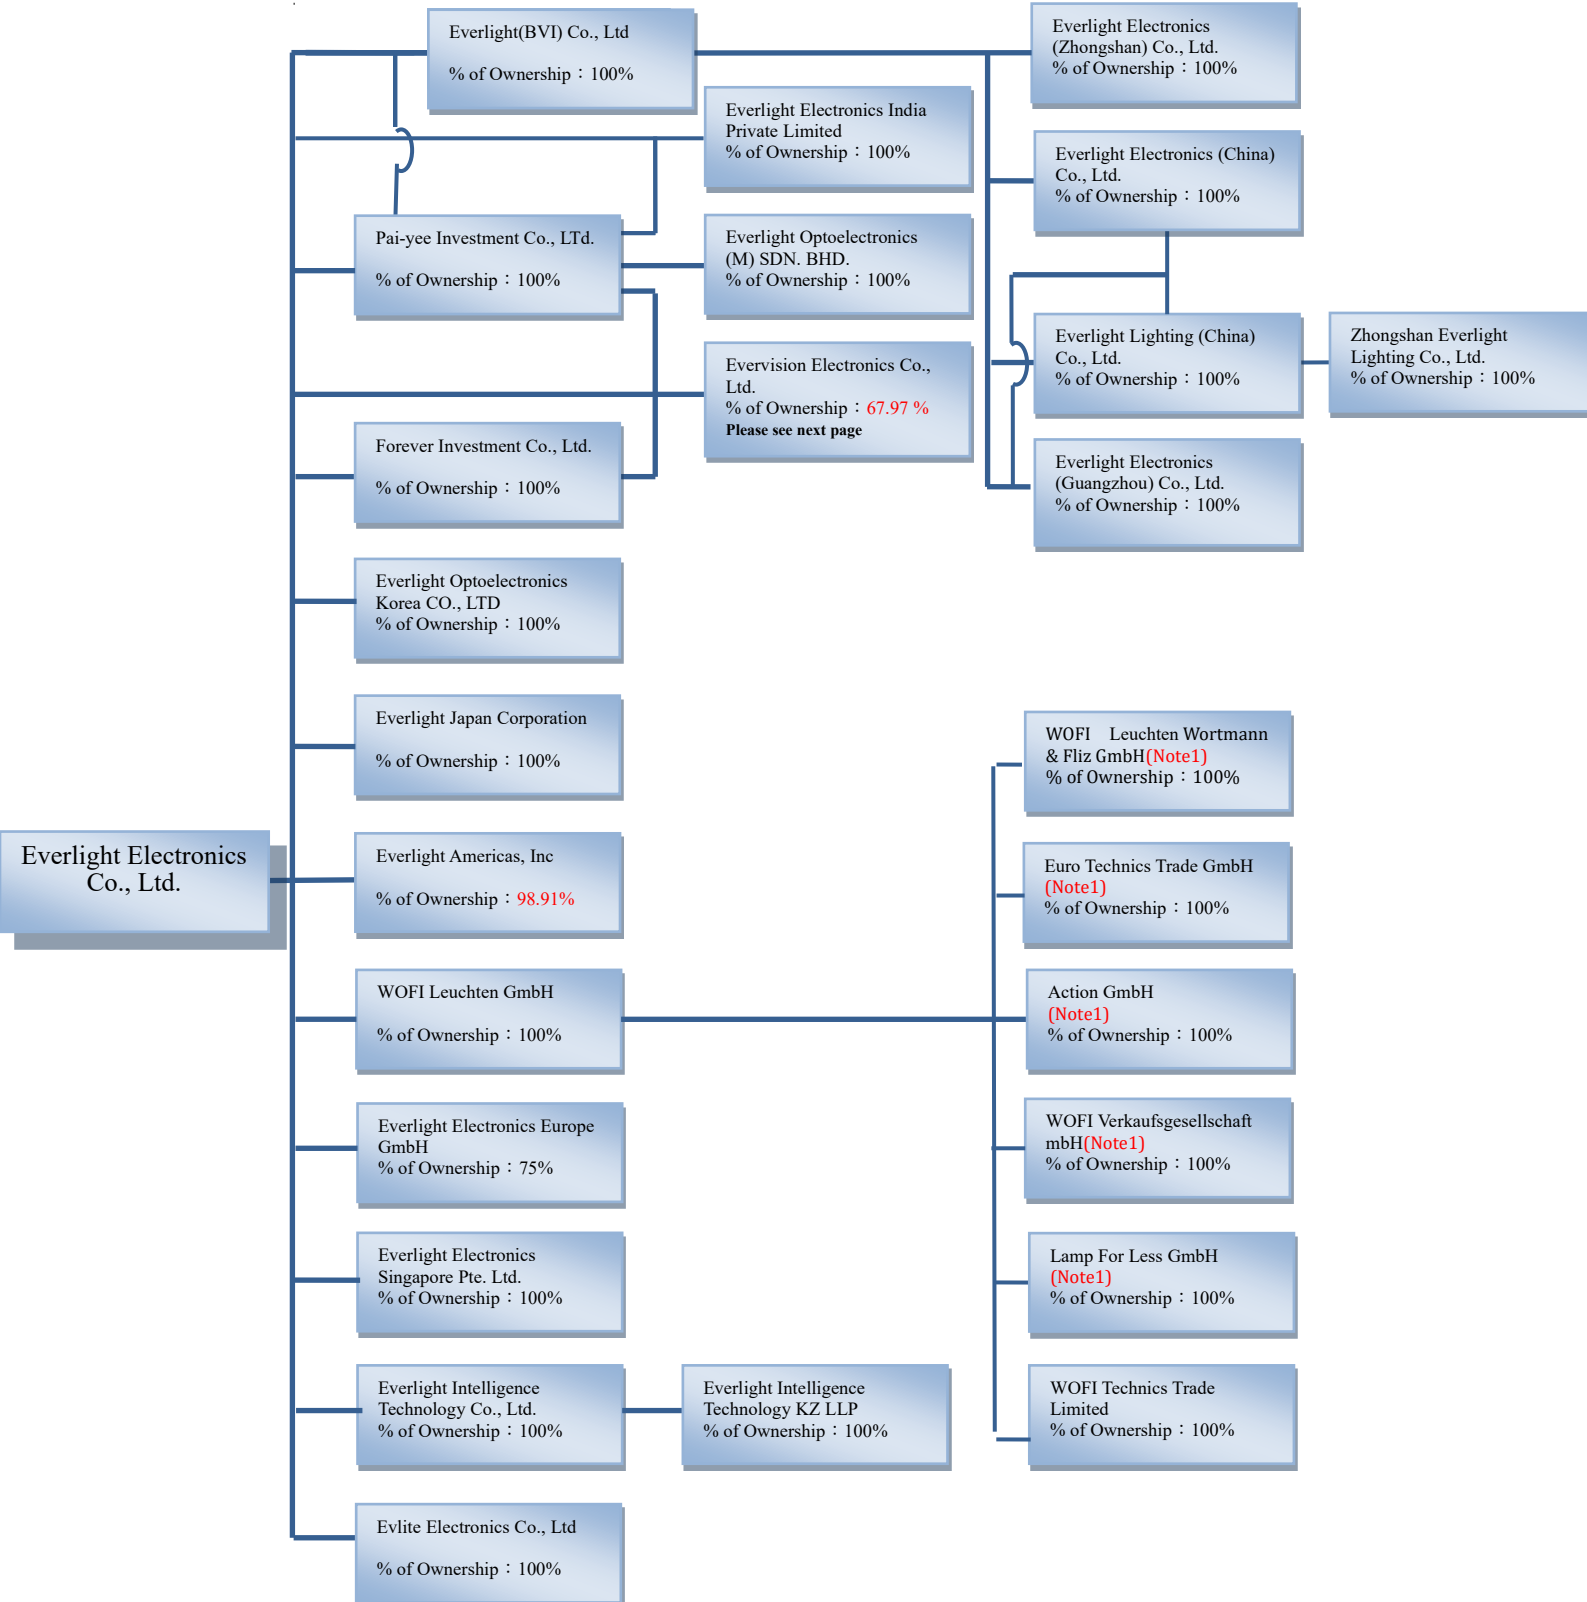 Everlight(BVI) Co., Ltd
% of Ownership：100%
Everlight Electronics
(Zhongshan) Co., Ltd.
% of Ownership：100%
Everlight Electronics India
Private Limited
% of Ownership：100%
Everlight Electronics (China)
Co., Ltd.
% of Ownership：100%
Pai-yee Investment Co., LTd.
% of Ownership：100%
Everlight Optoelectronics
(M) SDN. BHD.
% of Ownership：100%
Everlight Lighting (China)
Co., Ltd.
% of Ownership：100%
Zhongshan Everlight
Lighting Co., Ltd.
% of Ownership：100%
Evervision Electronics Co.,
Ltd.
% of Ownership：67.97 %
Please see next page
Forever Investment Co., Ltd.
% of Ownership：100%
Everlight Electronics
(Guangzhou) Co., Ltd.
% of Ownership：100%
Everlight Optoelectronics
Korea CO., LTD
% of Ownership：100%
Everlight Japan Corporation
% of Ownership：100%
WOFI Leuchten Wortmann
& Fliz GmbH(Note1)
% of Ownership：100%
Everlight Electronics
Co., Ltd.
Everlight Americas, Inc
% of Ownership：98.91%
Euro Technics Trade GmbH
(Note1)
% of Ownership：100%
WOFI Leuchten GmbH
% of Ownership：100%
Action GmbH
(Note1)
% of Ownership：100%
Everlight Electronics Europe
GmbH
% of Ownership：75%
WOFI Verkaufsgesellschaft
mbH(Note1)
% of Ownership：100%
Everlight Electronics
Singapore Pte. Ltd.
% of Ownership：100%
Lamp For Less GmbH
(Note1)
% of Ownership：100%
Everlight Intelligence
Technology Co., Ltd.
% of Ownership：100%
Everlight Intelligence
Technology KZ LLP
% of Ownership：100%
WOFI Technics Trade
Limited
% of Ownership：100%
Evlite Electronics Co., Ltd
% of Ownership：100%